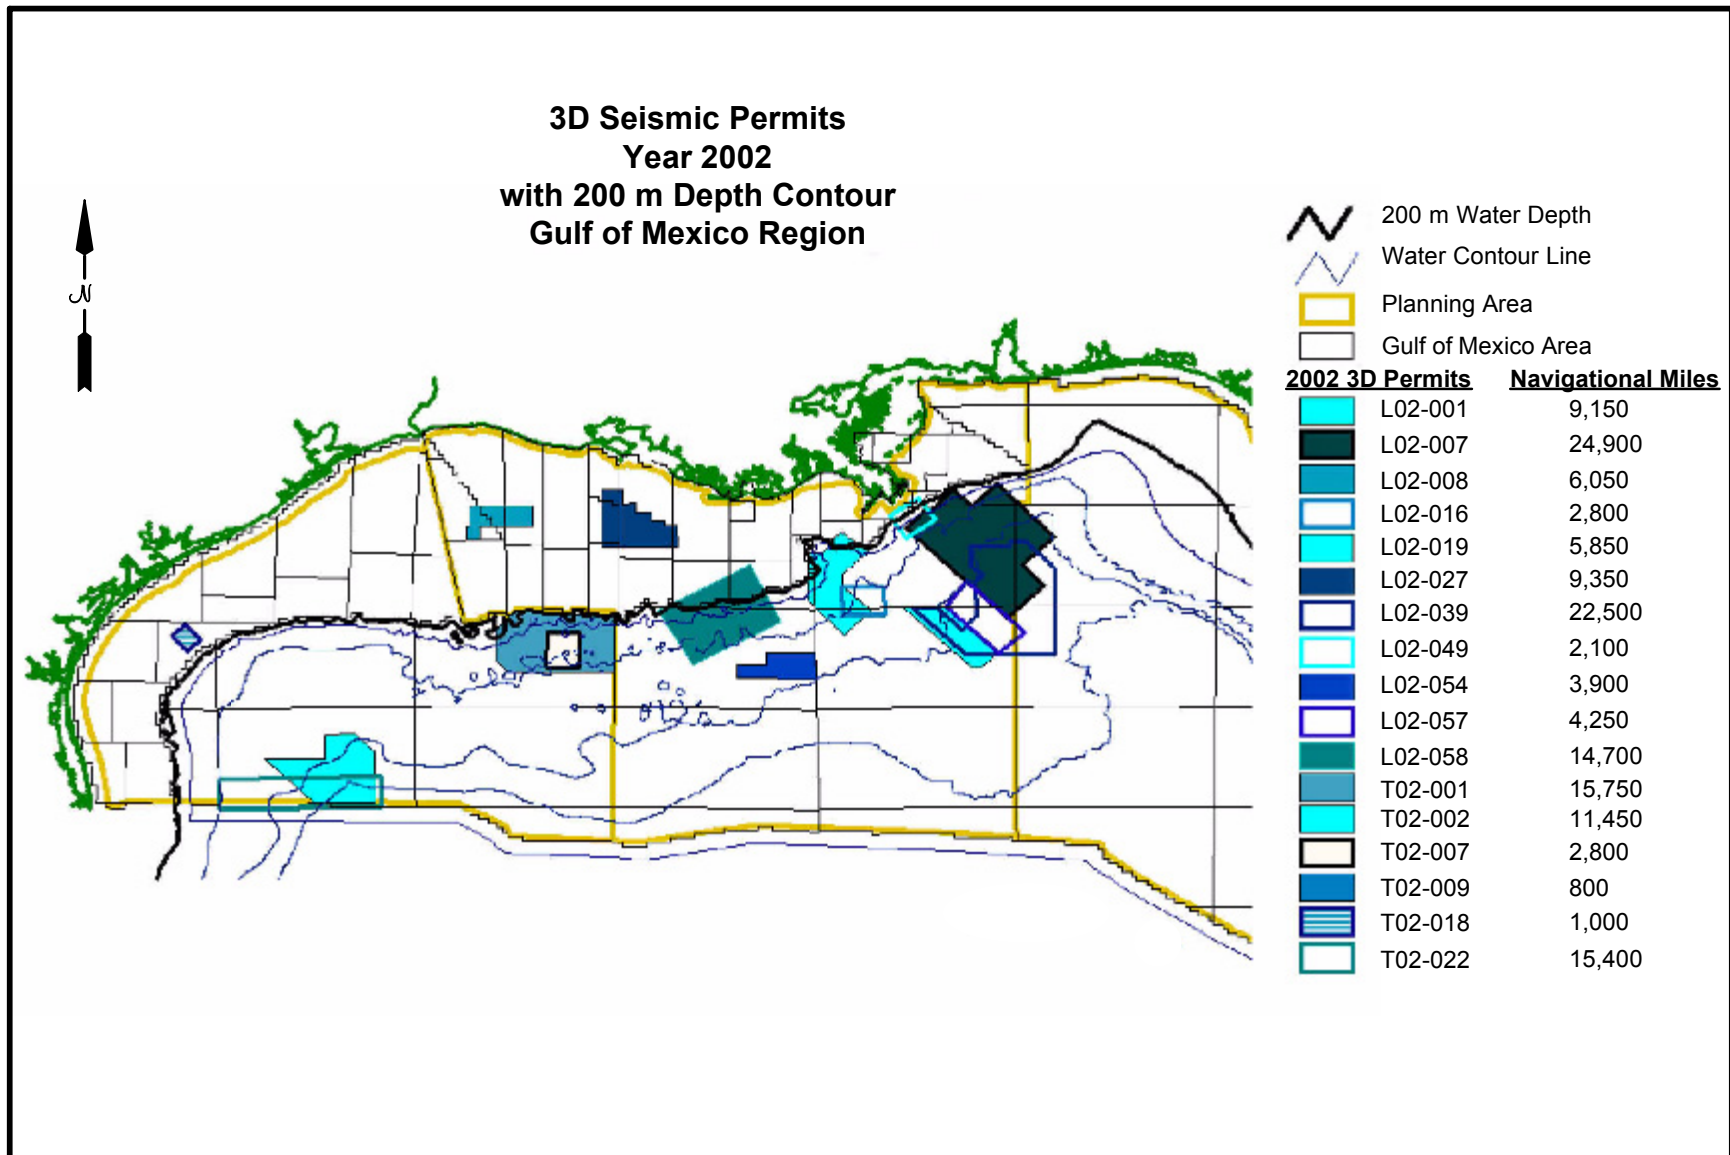 3D Seismic Permits
Year 2002
with 200 m Depth Contour
Gulf of Mexico Region
N
200 m Water Depth
Water Contour Line
Planning Area
Gulf of Mexico Area
2002 3D Permits Navigational Miles
L02-001 9,150
L02-007 24,900
L02-008 6,050
L02-016 2,800
L02-019 5,850
L02-027 9,350
L02-039 22,500
L02-049 2,100
L02-054 3,900
L02-057 4,250
L02-058 14,700
T02-001 15,750
T02-002 11,450
T02-007 2,800
T02-009 800
T02-018 1,000
T02-022 15,400